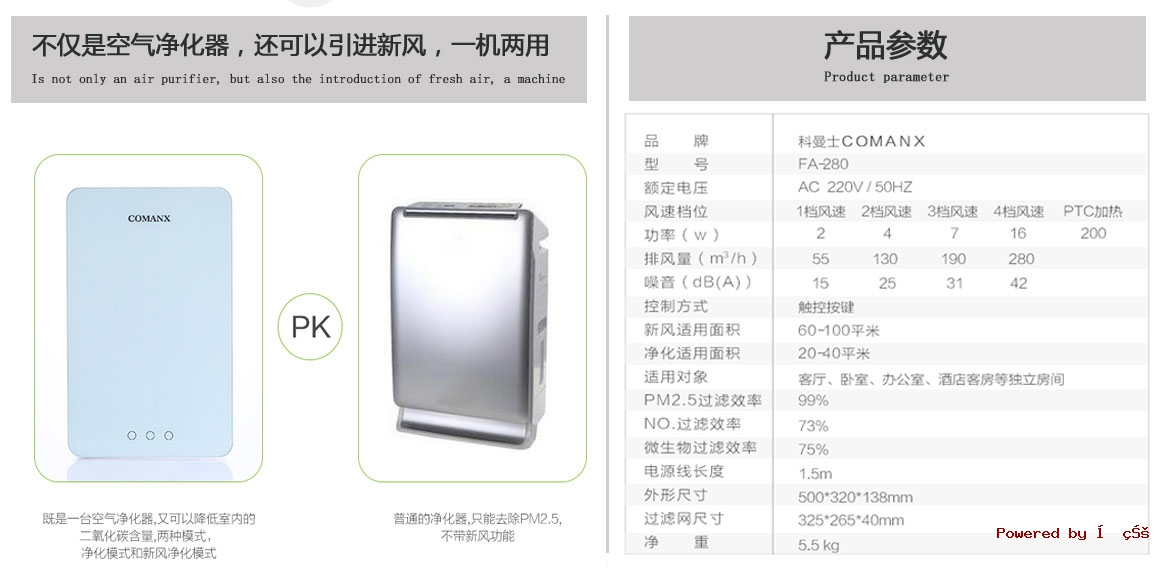 不仅是空气净化器，还可以引进新风，一机两用
Is not only an air purifier, but also the introduction of fresh air, a machine
COMANX
PK
既是一台空气净化器,又可以降低室内的
二氧化碳含量,两种模式，
净化模式和新风净化模式
普通的净化器,只能去除PM2.5,
不带新风功能
产品参数
Product parameter
品 牌 科曼士COMANX
型 号 FA-280
额定电压 AC 220V / 50HZ
风速档位 1档风速 2档风速 3档风速 4档风速 PTC加热
功率（w） 2 4 7 16 200
排风量（m³/h） 55 130 190 280
噪音（dB(A)） 15 25 31 42
控制方式 触控按键
新风适用面积 60-100平米
净化适用面积 20-40平米
适用对象 客厅、卧室、办公室、酒店客房等独立房间
PM2.5过滤效率 99%
NO.过滤效率 73%
微生物过滤效率 75%
电源线长度 1.5m
外形尺寸 500*320*138mm
过滤网尺寸 325*265*40mm
净 重 5.5 kg
Powered by Í çŠš